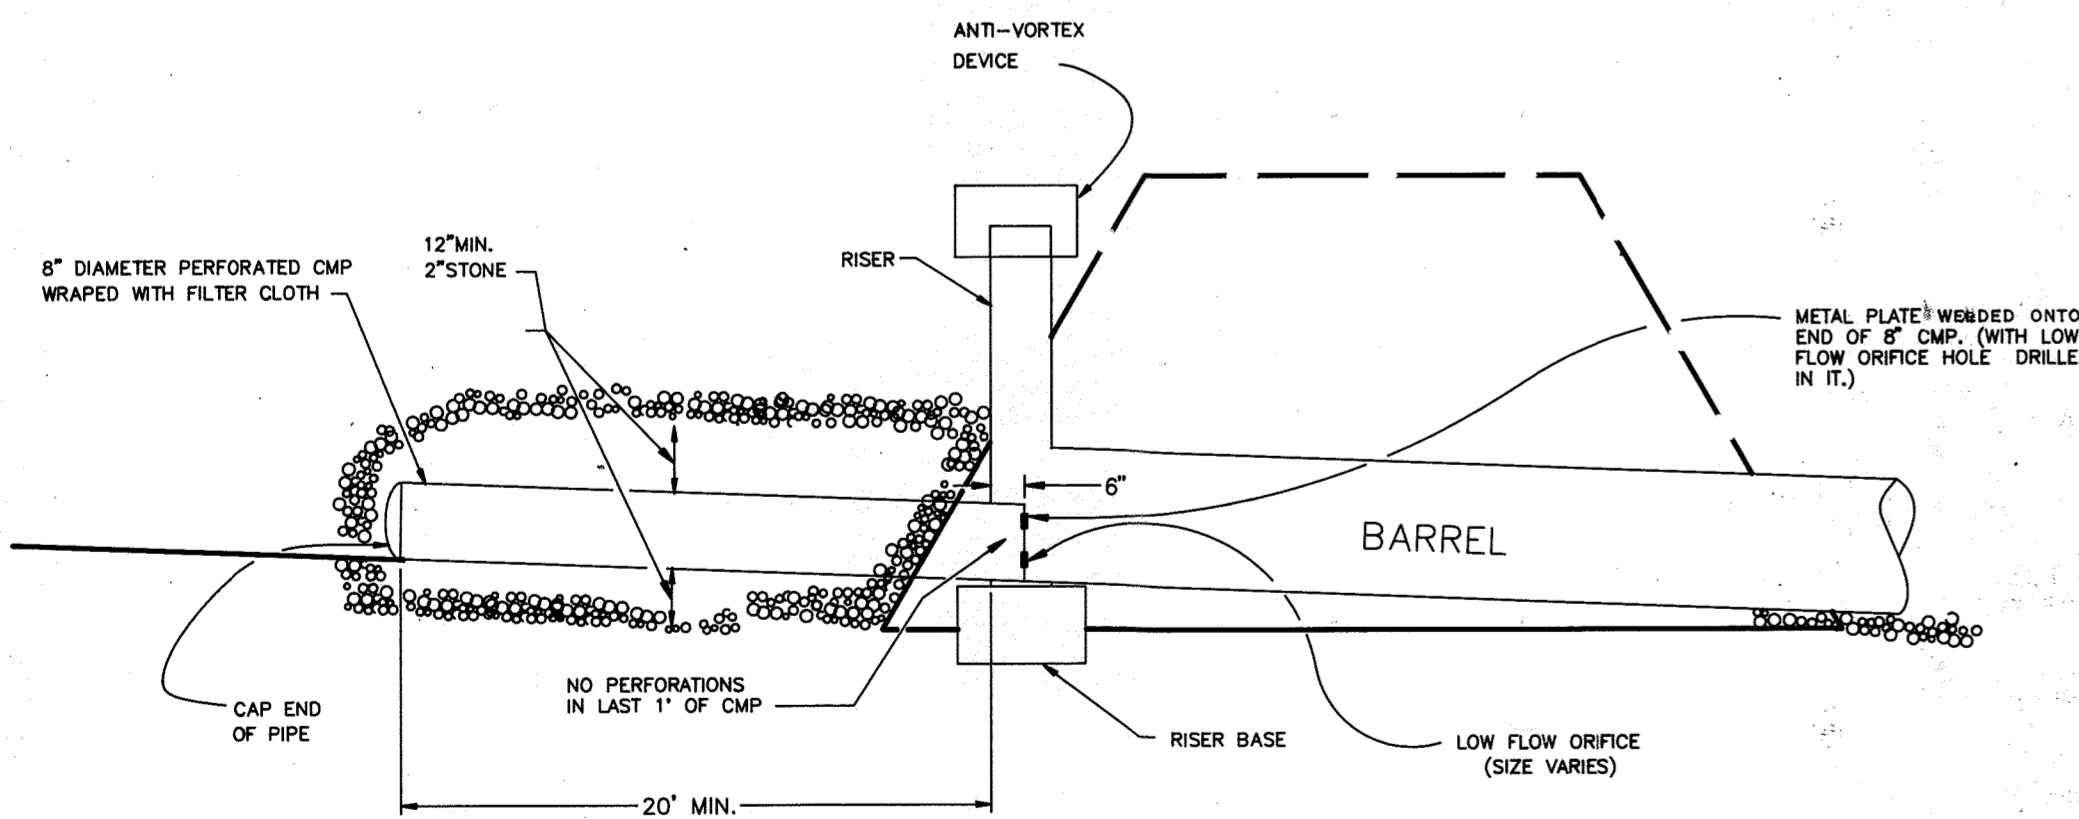 ANTI-VORTEX
DEVICE
12"MIN.
2"STONE
8" DIAMETER PERFORATED CMP
WRAPED WITH FILTER CLOTH
RISER
METAL PLATE WELDED ONTO
END OF 8" CMP. (WITH LOW
FLOW ORIFICE HOLE DRILLE
IN IT.)
6"
BARREL
NO PERFORATIONS
IN LAST 1' OF CMP
CAP END
OF PIPE
RISER BASE
LOW FLOW ORIFICE
(SIZE VARIES)
20' MIN.